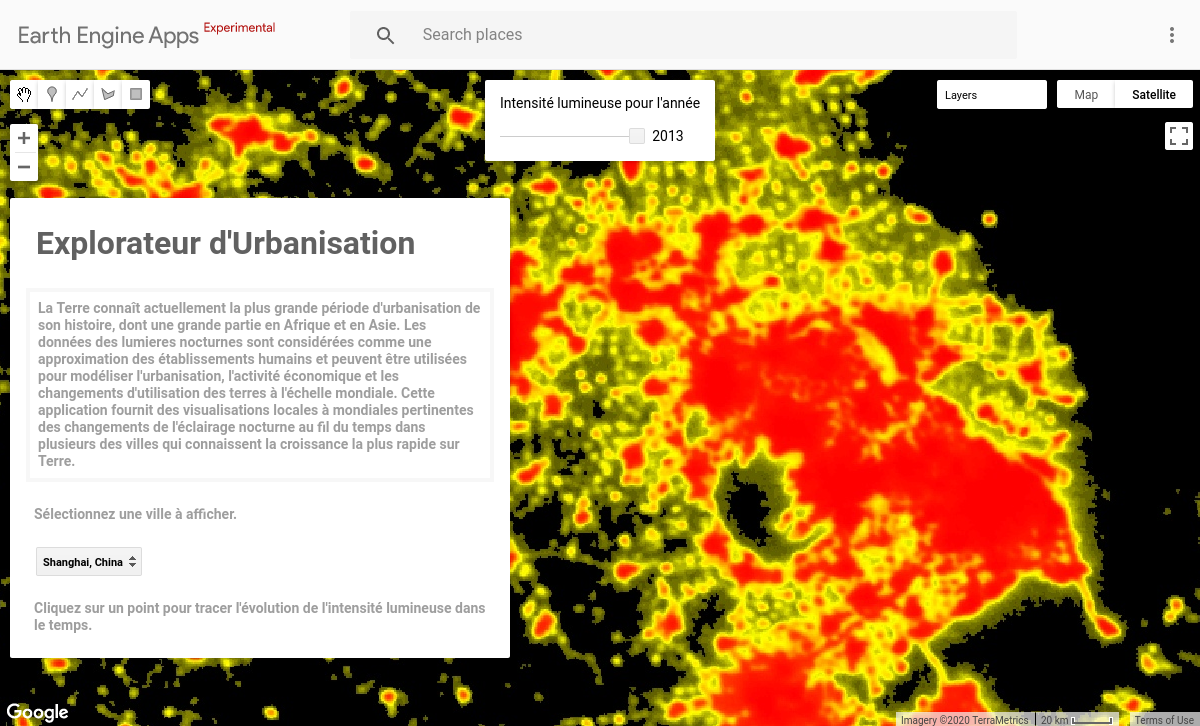 Earth Engine Apps Experimental
Search places
Intensité lumineuse pour l'année
2013
Layers
Map
Satellite
+
−
Explorateur d'Urbanisation
La Terre connaît actuellement la plus grande période d'urbanisation de
son histoire, dont une grande partie en Afrique et en Asie. Les
données des lumieres nocturnes sont considérées comme une
approximation des établissements humains et peuvent être utilisées
pour modéliser l'urbanisation, l'activité économique et les
changements d'utilisation des terres à l'échelle mondiale. Cette
application fournit des visualisations locales à mondiales pertinentes
des changements de l'éclairage nocturne au fil du temps dans
plusieurs des villes qui connaissent la croissance la plus rapide sur
Terre.
Sélectionnez une ville à afficher.
Shanghai, China
Cliquez sur un point pour tracer l'évolution de l'intensité lumineuse dans
le temps.
Google
Imagery ©2020 TerraMetrics
20 km
Terms of Use